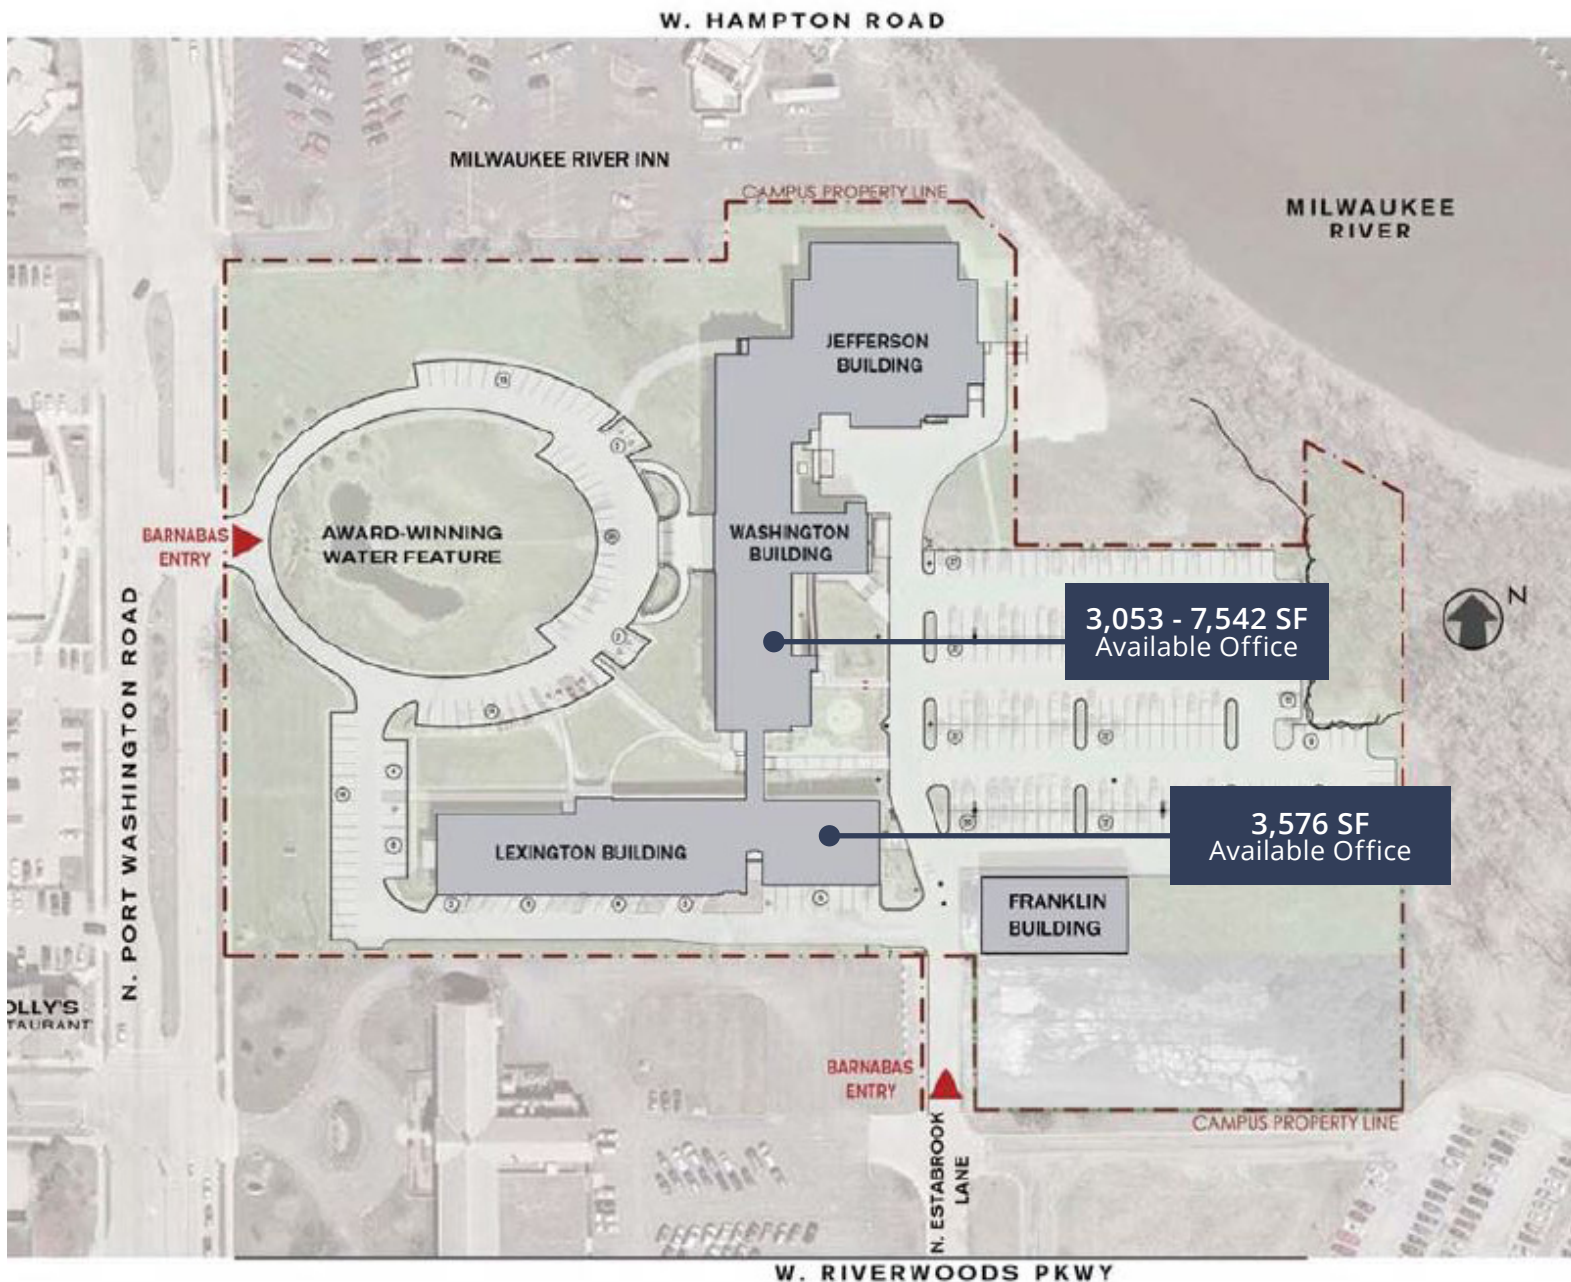 W. HAMPTON ROAD
MILWAUKEE RIVER INN
CAMPUS PROPERTY LINE
MILWAUKEE
RIVER
JEFFERSON
BUILDING
BARNABAS
ENTRY
AWARD-WINNING
WATER FEATURE
WASHINGTON
BUILDING
N
3,053 - 7,542 SF
Available Office
N. PORT WASHINGTON ROAD
3,576 SF
Available Office
LEXINGTON BUILDING
FRANKLIN
BUILDING
OLLY'S
TAURANT
BARNABAS
ENTRY
CAMPUS PROPERTY LINE
N. ESTABROOK
LANE
W. RIVERWOODS PKWY